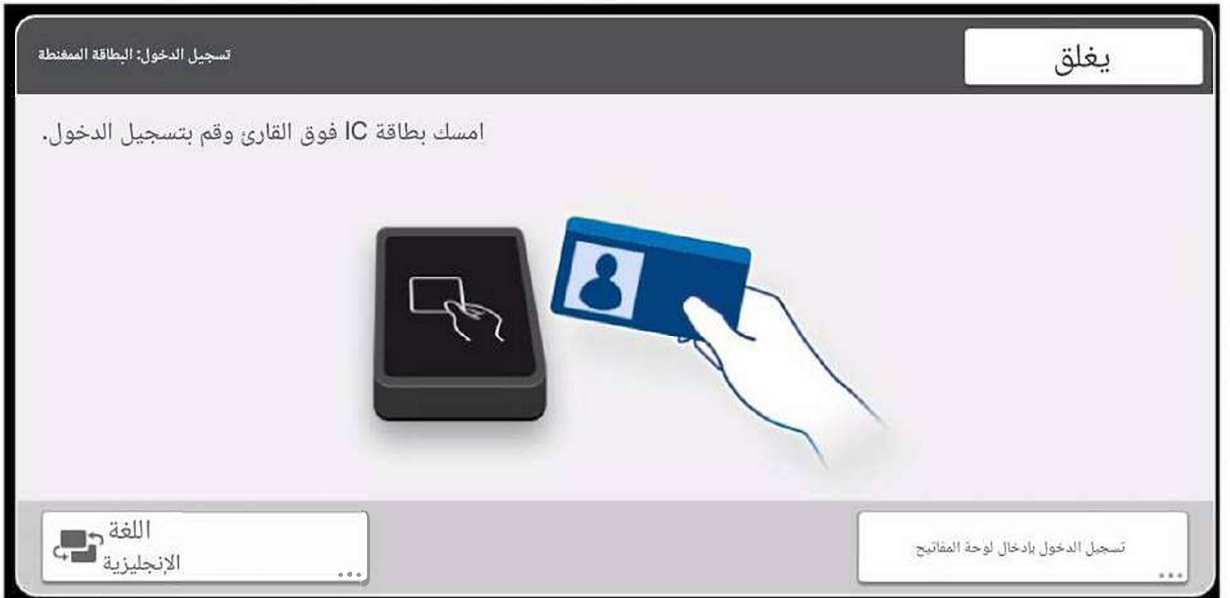 تسجيل الدخول: البطاقة الممغنطة
يغلق
امسك بطاقة IC فوق القارئ وقم بتسجيل الدخول.
اللغة
الإنجليزية
تسجيل الدخول بإدخال لوحة المفاتيح